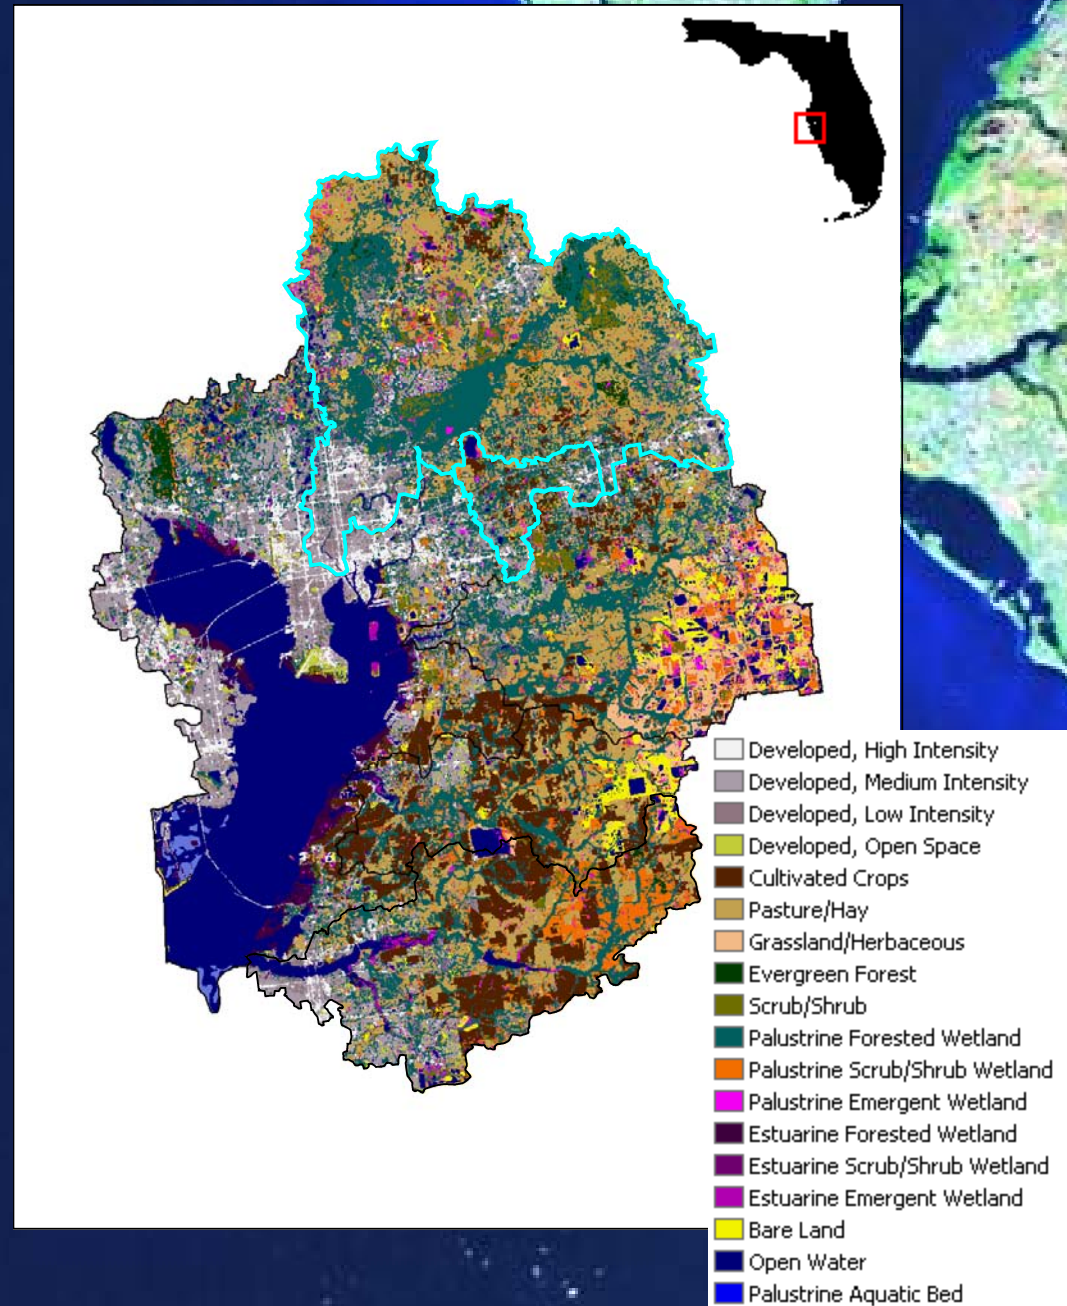 Developed, High Intensity
Developed, Medium Intensity
Developed, Low Intensity
Developed, Open Space
Cultivated Crops
Pasture/Hay
Grassland/Herbaceous
Evergreen Forest
Scrub/Shrub
Palustrine Forested Wetland
Palustrine Scrub/Shrub Wetland
Palustrine Emergent Wetland
Estuarine Forested Wetland
Estuarine Scrub/Shrub Wetland
Estuarine Emergent Wetland
Bare Land
Open Water
Palustrine Aquatic Bed